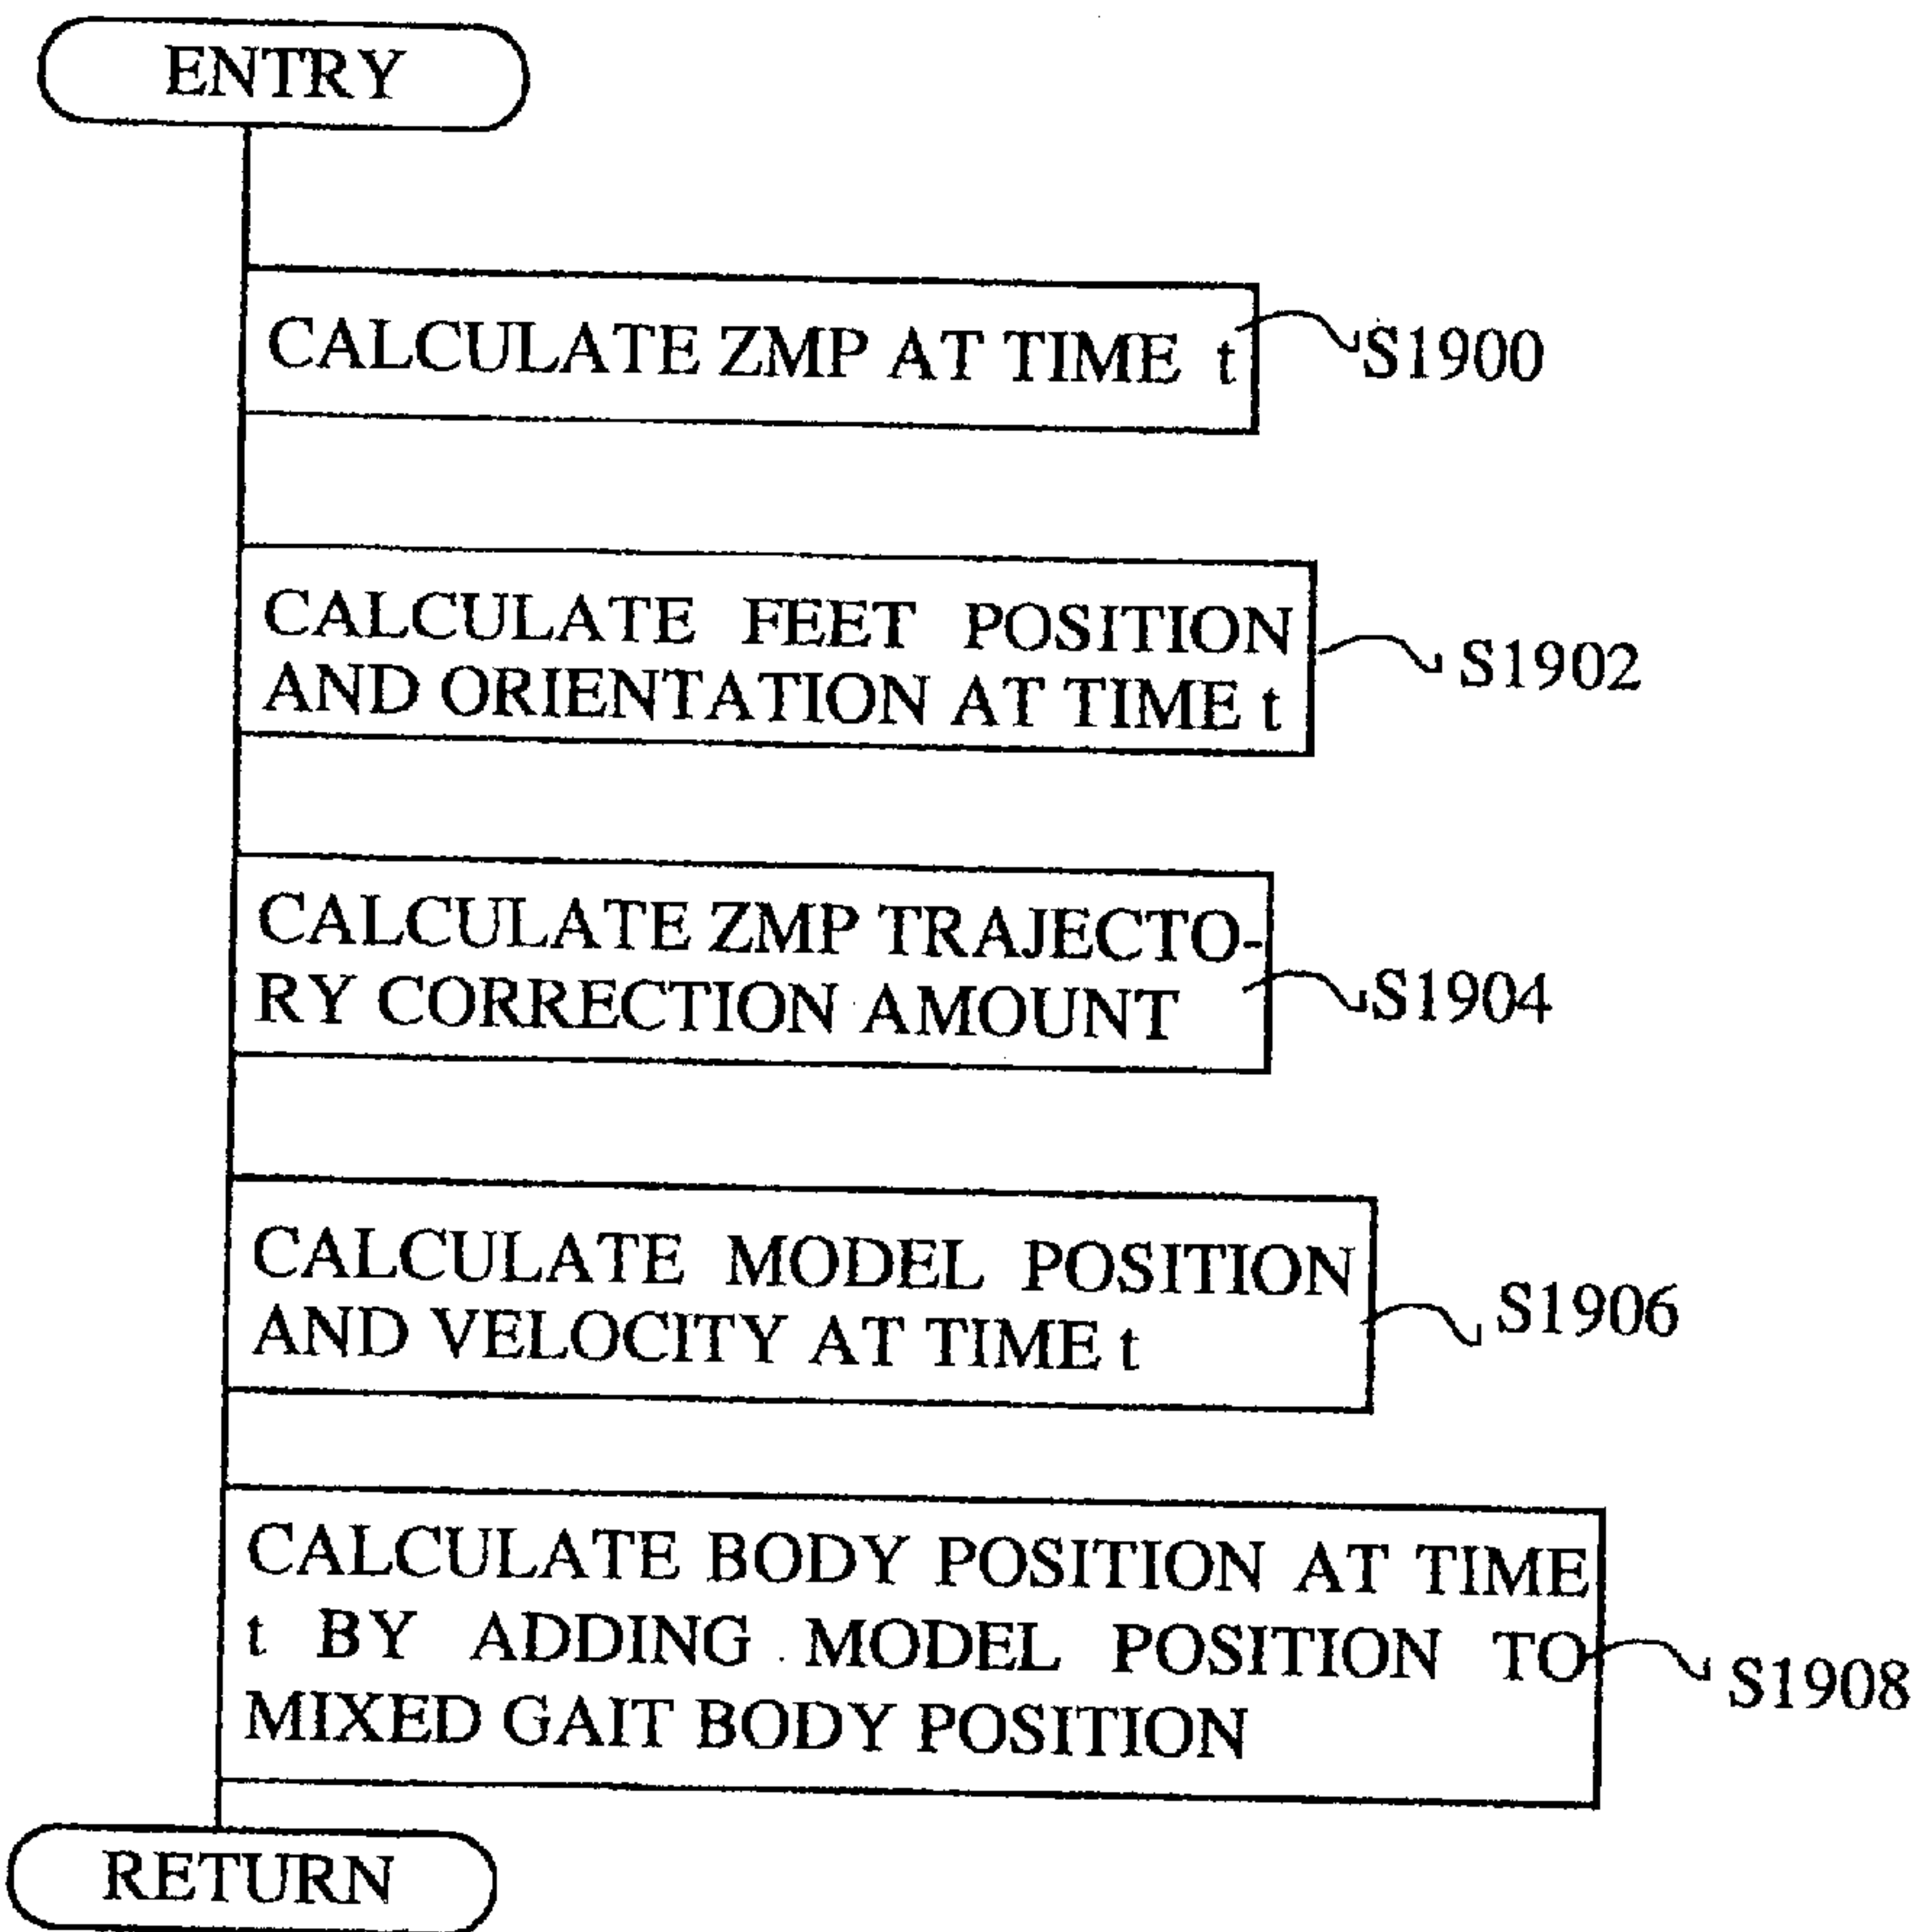 ENTRY
CALCULATE ZMP AT TIME t
S1900
CALCULATE FEET POSITION
AND ORIENTATION AT TIME t
S1902
CALCULATE ZMP TRAJECTO-
RY CORRECTION AMOUNT
S1904
CALCULATE MODEL POSITION
AND VELOCITY AT TIME t
S1906
CALCULATE BODY POSITION AT TIME
t BY ADDING MODEL POSITION TO
MIXED GAIT BODY POSITION
S1908
RETURN